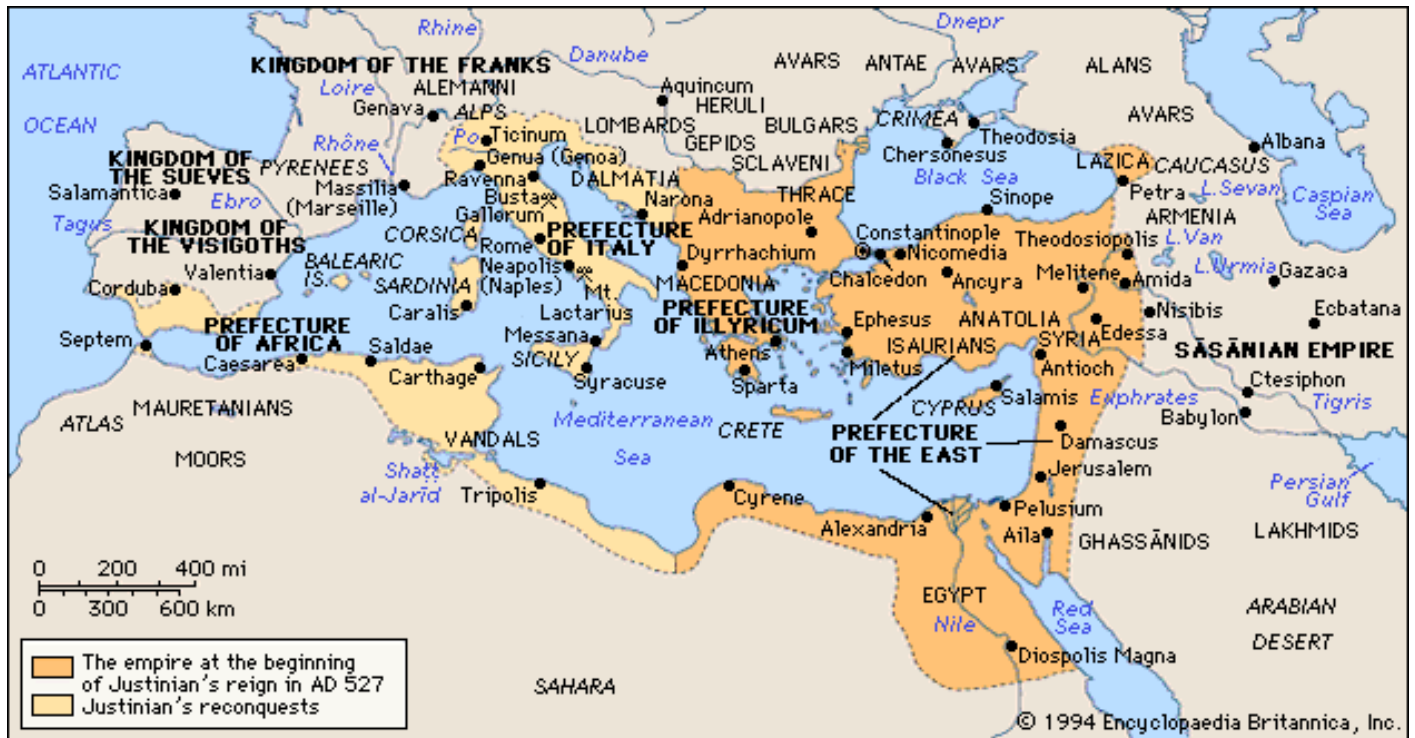 Dnepr
Rhine
Danube
AVARS
ANTAE
AVARS
ALANS
ATLANTIC
OCEAN
KINGDOM OF THE FRANKS
Loire
ALEMANNI
Genava
ALPS
Aquincum
HERULI
AVARS
CRIMEA
Theodosia
Albana
Po
Ticinum
LOMBARDS
GEPIDS
BULGARS
SCLAVENI
Chersonesus
Black Sea
LAZICA
CAUCASUS
Rhône
KINGDOM OF
THE SUEVES
PYRENEES
Genua (Genoa)
Ravenna
DALMATIA
THRACE
Petra
L.Sevan
Caspian
Sea
Salamantica
Ebro
Massilia
(Marseille)
Busta
Gallorum
Narona
Adrianopole
Sinope
ARMENIA
Tagus
KINGDOM
OF THE
VISIGOTHS
CORSICA
Rome
PREFECTURE
OF ITALY
Dyrrhachium
Constantinople
Nicomedia
Theodosiopolis
L.Van
L.Urmia
Valentia
BALEARIC
IS.
SARDINIA
Neapolis
(Naples)
Mt.
Lactarius
MACEDONIA
Chalcedon
Ancyra
Melitene
Amida
Gazaca
Corduba
Caralis
PREFECTURE
OF ILLYRICUM
Ephesus
ANATOLIA
Edessa
Nisibis
Ecbatana
Septem
PREFECTURE
OF AFRICA
Messana
SICILY
Athens
ISAURIANS
SYRIA
SĀSĀNIAN EMPIRE
Caesarea
Saldae
Carthage
Syracuse
Sparta
Miletus
Antioch
Ctesiphon
ATLAS
MAURETANIANS
Mediterranean
Sea
CRETE
CYPRUS
Salamis
Euphrates
Babylon
Tigris
MOORS
VANDALS
PREFECTURE
OF THE EAST
Damascus
Shaṭṭ
al-Jarīd
Tripolis
Cyrene
Jerusalem
Persian
Gulf
Alexandria
Pelusium
Aila
GHASSĀNIDS
LAKHMIDS
0 200 400 mi
0 300 600 km
EGYPT
Nile
Red
Sea
ARABIAN
DESERT
Diospolis Magna
SAHARA
The empire at the beginning
of Justinian's reign in AD 527
Justinian's reconquests
© 1994 Encyclopaedia Britannica, Inc.